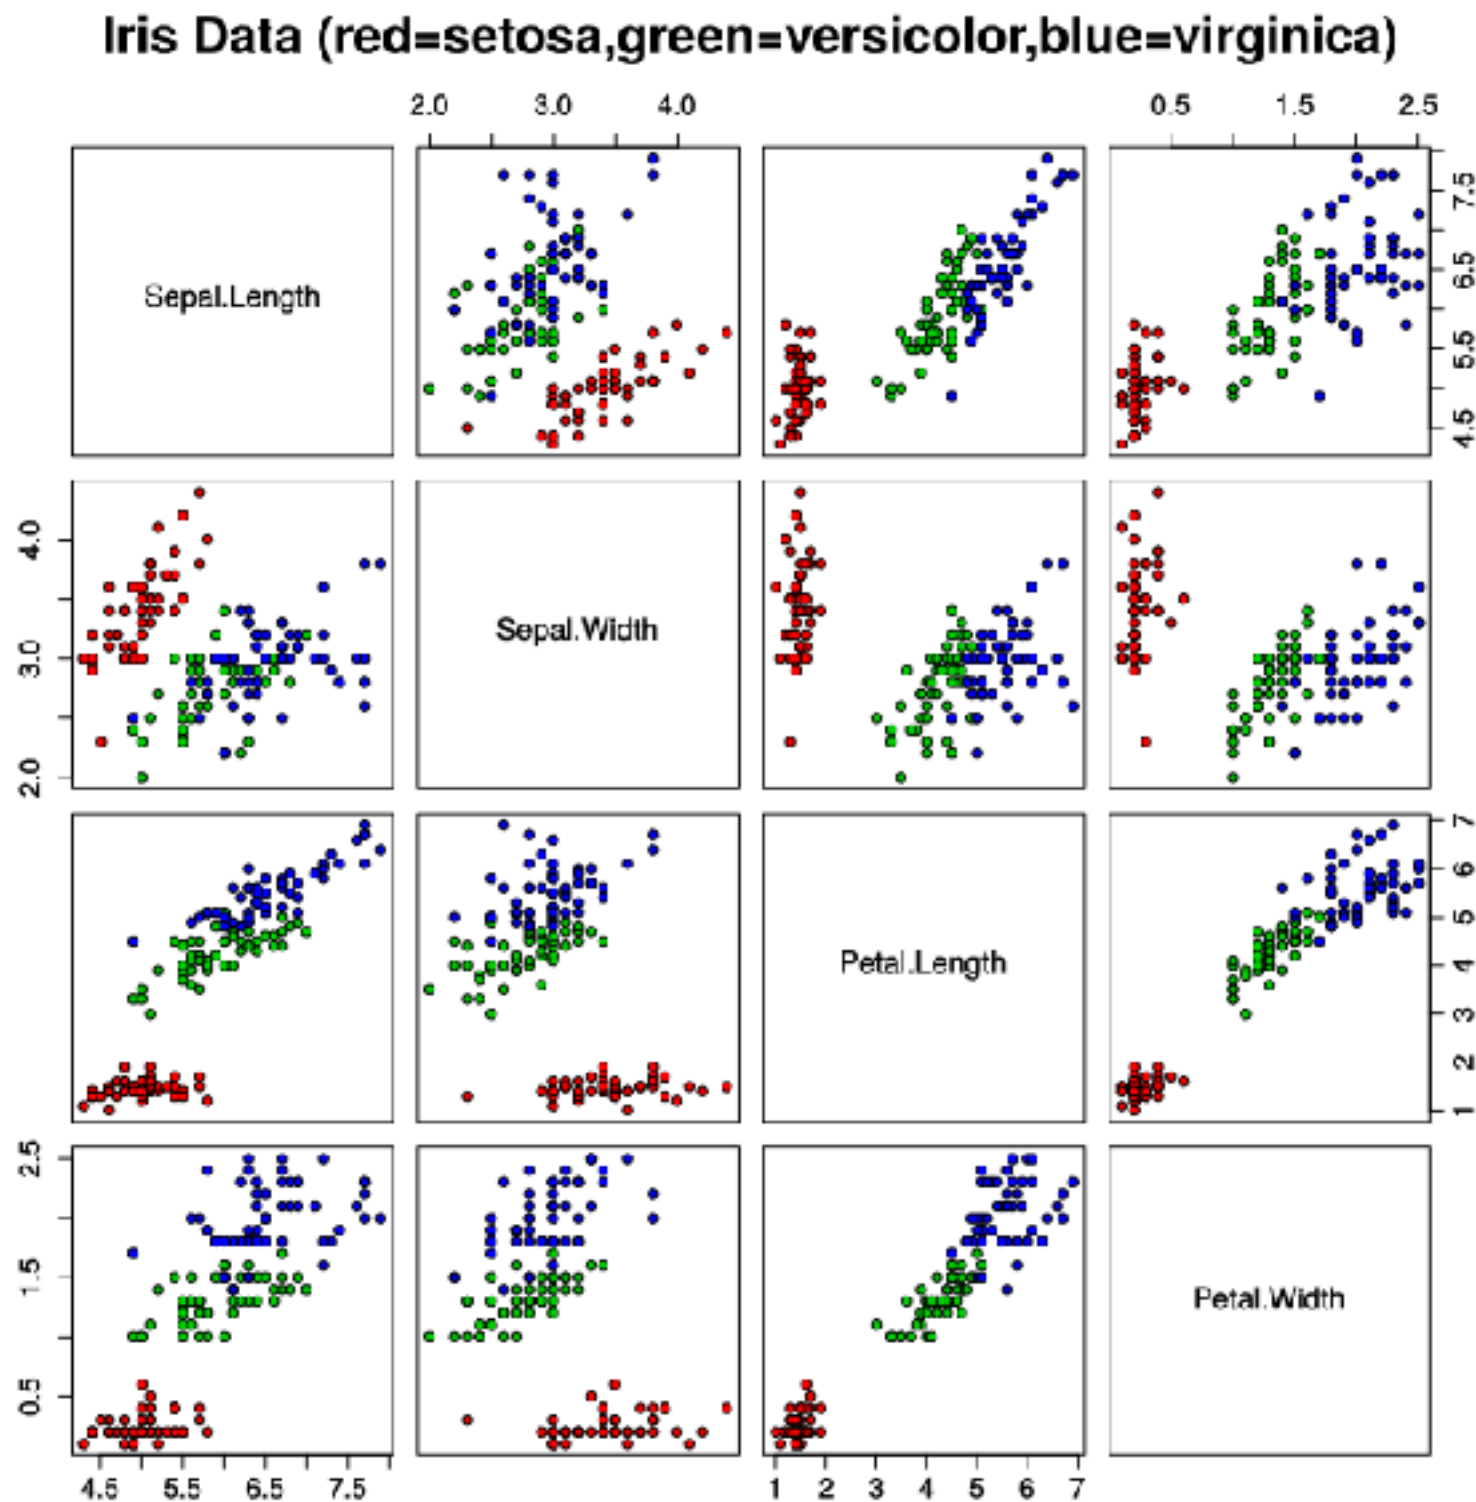 Iris Data (red=setosa,green=versicolor,blue=virginica)
2.0 3.0 4.0 0.5 1.5 2.5
Sepal.Length
4.5 5.5 6.5 7.5
2.0 3.0 4.0
Sepal.Width
Petal.Length
1 2 3 4 5 6 7
0.5 1.5 2.5
Petal.Width
4.5 5.5 6.5 7.5 1 2 3 4 5 6 7